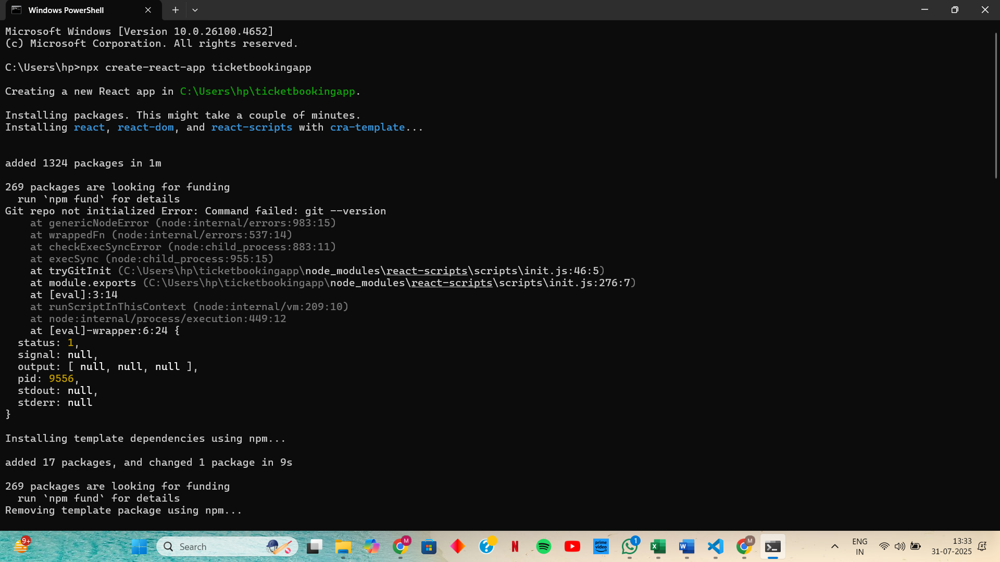 Windows PowerShell
Microsoft Windows [Version 10.0.26100.4652]
(c) Microsoft Corporation. All rights reserved.
C:\Users\hp>npx create-react-app ticketbookingapp
Creating a new React app in C:\Users\hp\ticketbookingapp.
Installing packages. This might take a couple of minutes.
Installing react, react-dom, and react-scripts with cra-template...
added 1324 packages in 1m
269 packages are looking for funding
  run `npm fund` for details
Git repo not initialized Error: Command failed: git --version
    at genericNodeError (node:internal/errors:983:15)
    at wrappedFn (node:internal/errors:537:14)
    at checkExecSyncError (node:child_process:883:11)
    at execSync (node:child_process:955:15)
    at tryGitInit (C:\Users\hp\ticketbookingapp\node_modules\react-scripts\scripts\init.js:46:5)
    at module.exports (C:\Users\hp\ticketbookingapp\node_modules\react-scripts\scripts\init.js:276:7)
    at [eval]:3:14
    at runScriptInThisContext (node:internal/vm:209:10)
    at node:internal/process/execution:449:12
    at [eval]-wrapper:6:24 {
  status: 1,
  signal: null,
  output: [ null, null, null ],
  pid: 9556,
  stdout: null,
  stderr: null
}
Installing template dependencies using npm...
added 17 packages, and changed 1 package in 9s
269 packages are looking for funding
  run `npm fund` for details
Removing template package using npm...
9+
Search
M
?
N
prime video
1
X
W
M
ENG
IN
13:33
31-07-2025